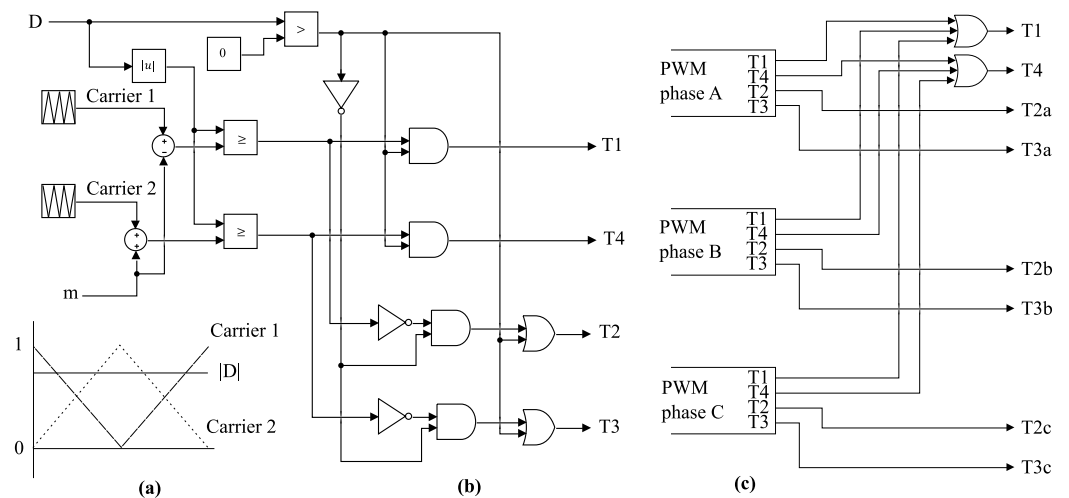 D
>
0
|u|
Carrier 1
+
−
≥
T1
Carrier 2
+
+
≥
T4
m
T2
T3
1
Carrier 1
|D|
Carrier 2
0
(a)
(b)
PWM
phase A
T1
T4
T2
T3
T1
T4
T2a
T3a
PWM
phase B
T1
T4
T2
T3
T2b
T3b
PWM
phase C
T1
T4
T2
T3
T2c
T3c
(c)